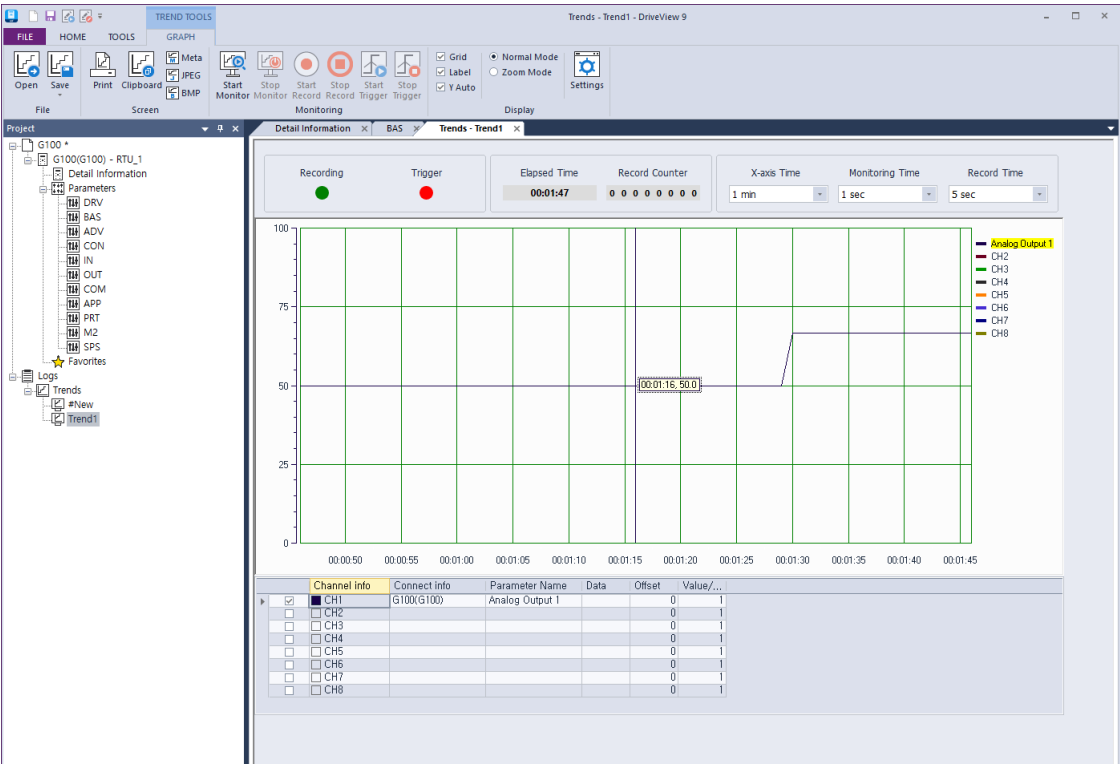 TREND TOOLS
Trends - Trend1 - DriveView 9
FILE HOME TOOLS GRAPH
Open Save Print Clipboard Meta JPEG BMP
Start Monitor Stop Monitor Start Record Stop Record Start Trigger Stop Trigger
Grid Label Y Auto
Normal Mode Zoom Mode
Settings
File Screen Monitoring Display
Project
G100 *
G100(G100) - RTU_1
Detail Information
Parameters
DRV
BAS
ADV
CON
IN
OUT
COM
APP
PRT
M2
SPS
Favorites
Logs
Trends
#New
Trend1
Detail Information BAS Trends - Trend1
Recording Trigger Elapsed Time Record Counter X-axis Time Monitoring Time Record Time
00:01:47 0 0 0 0 0 0 0 0 1 min 1 sec 5 sec
100
75
50
25
0
00:01:16, 50.0
Analog Output 1
CH2
CH3
CH4
CH5
CH6
CH7
CH8
00:00:50 00:00:55 00:01:00 00:01:05 00:01:10 00:01:15 00:01:20 00:01:25 00:01:30 00:01:35 00:01:40 00:01:45
Channel info Connect info Parameter Name Data Offset Value/...
CH1 G100(G100) Analog Output 1 0 1
CH2 0 1
CH3 0 1
CH4 0 1
CH5 0 1
CH6 0 1
CH7 0 1
CH8 0 1